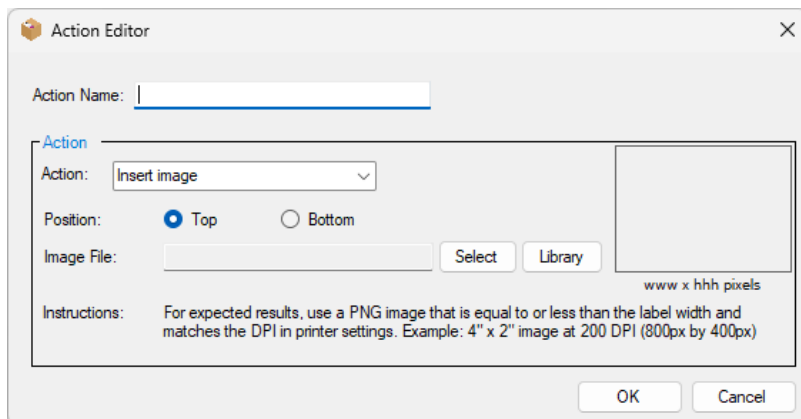 Action Editor
Action Name:
Action
Action: Insert image
Position: Top Bottom
Image File: Select Library
www x hhh pixels
Instructions: For expected results, use a PNG image that is equal to or less than the label width and
matches the DPI in printer settings. Example: 4" x 2" image at 200 DPI (800px by 400px)
OK Cancel